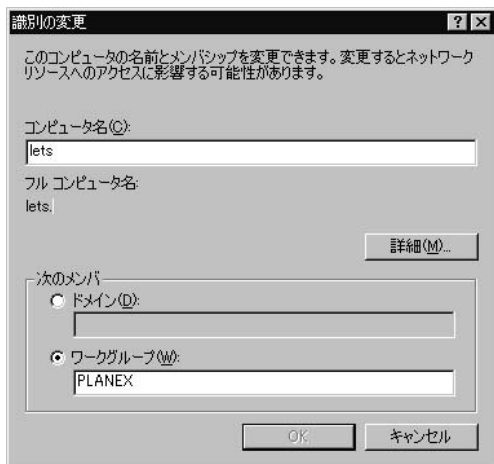 識別の変更
このコンピュータの名前とメンバシップを変更できます。変更するとネットワーク
リソースへのアクセスに影響する可能性があります。
コンピュータ名(C):
lets
フル コンピュータ名:
lets.
詳細(M)...
次のメンバ
ドメイン(D):
ワークグループ(W):
PLANEX
OK
キャンセル